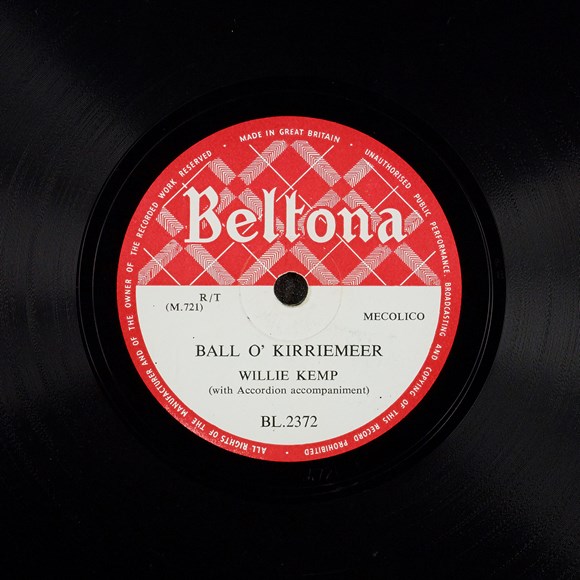 ALL RIGHTS OF THE MANUFACTURER AND OF THE OWNER OF THE RECORDED WORK RESERVED · MADE IN GREAT BRITAIN · UNAUTHORISED PUBLIC PERFORMANCE. BROADCASTING AND COPYING OF THIS RECORD PROHIBITED
Beltona
R/T
(M.721)
MECOLICO
BALL O' KIRRIEMEER
WILLIE KEMP
(with Accordion accompaniment)
BL.2372